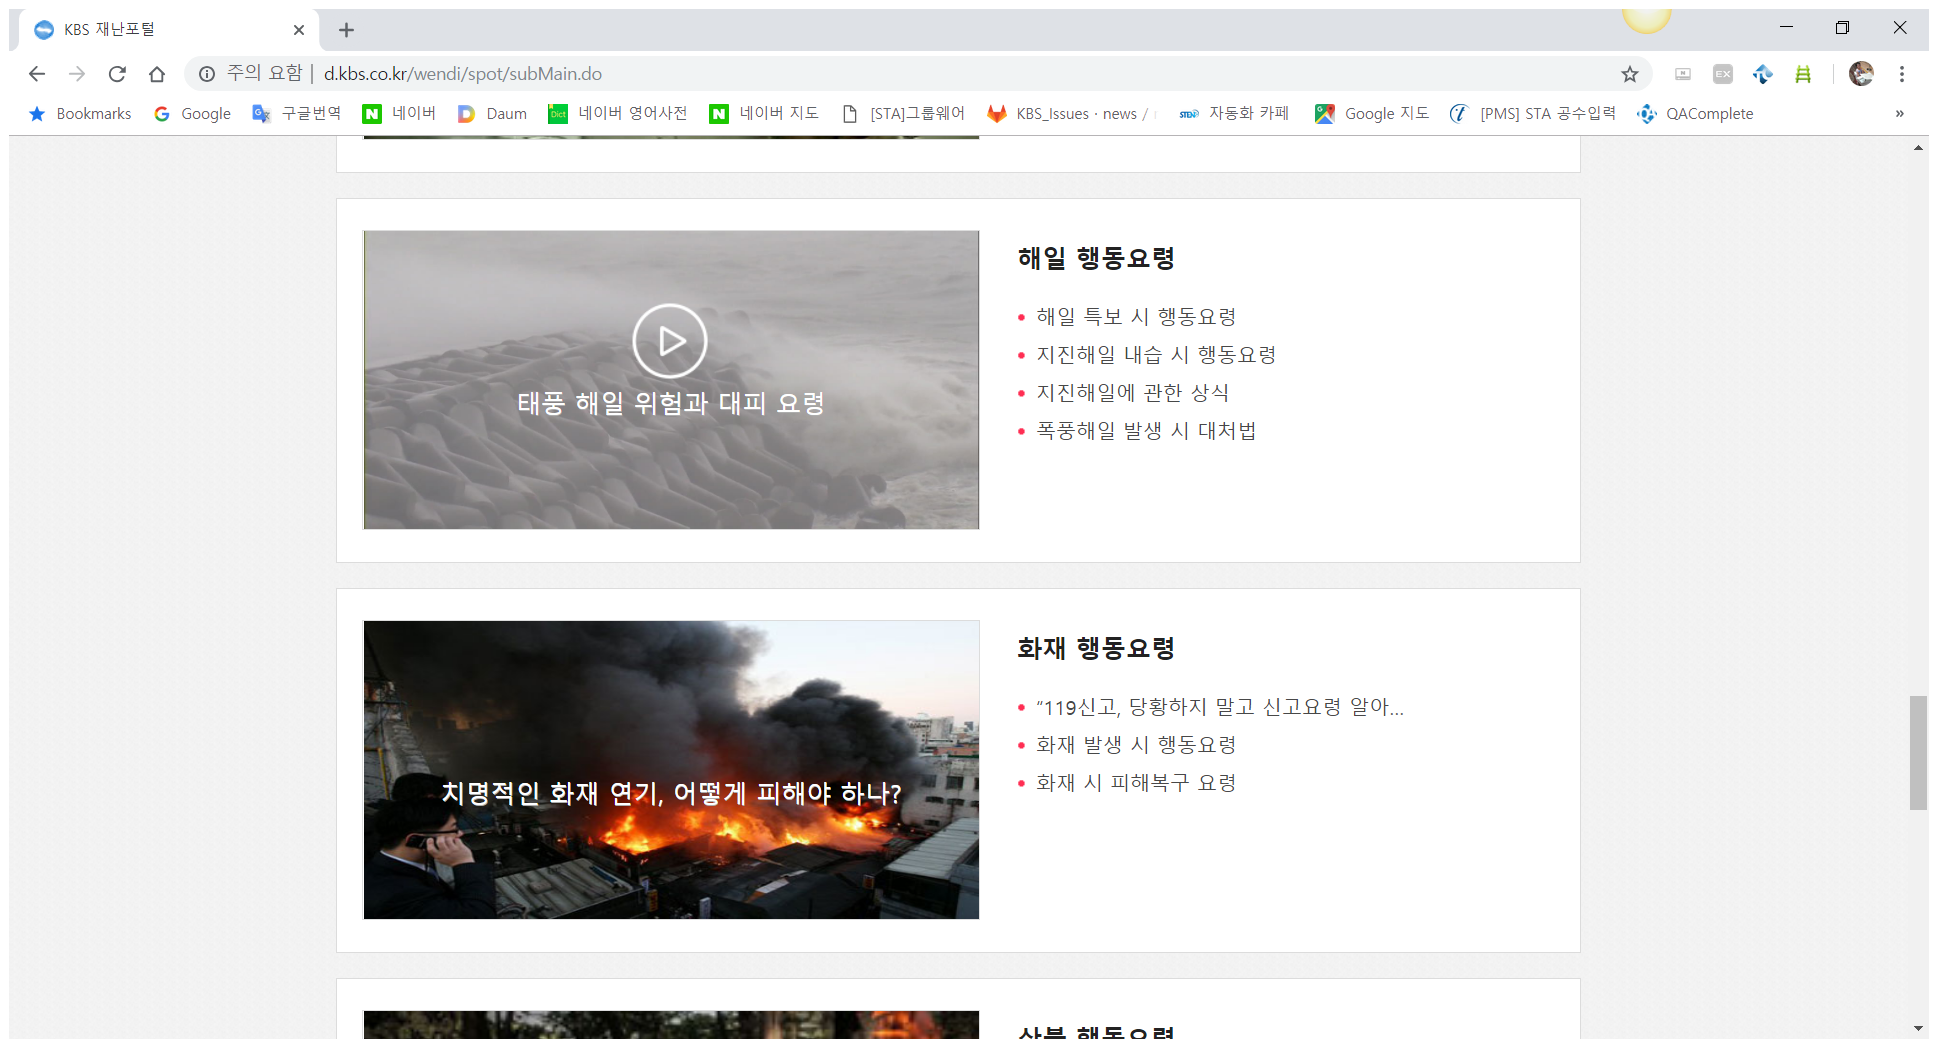 KBS 재난포털
주의 요함 | d.kbs.co.kr/wendi/spot/subMain.do
EX
Bookmarks Google 구글번역 네이버 Daum 네이버 영어사전 네이버 지도 [STA]그룹웨어 KBS_Issues · news / 자동화 카페 Google 지도 [PMS] STA 공수입력 QAComplete »
태풍 해일 위험과 대피 요령
해일 행동요령
해일 특보 시 행동요령
지진해일 내습 시 행동요령
지진해일에 관한 상식
폭풍해일 발생 시 대처법
치명적인 화재 연기, 어떻게 피해야 하나?
화재 행동요령
“119신고, 당황하지 말고 신고요령 알아...
화재 발생 시 행동요령
화재 시 피해복구 요령
산불 행동요령